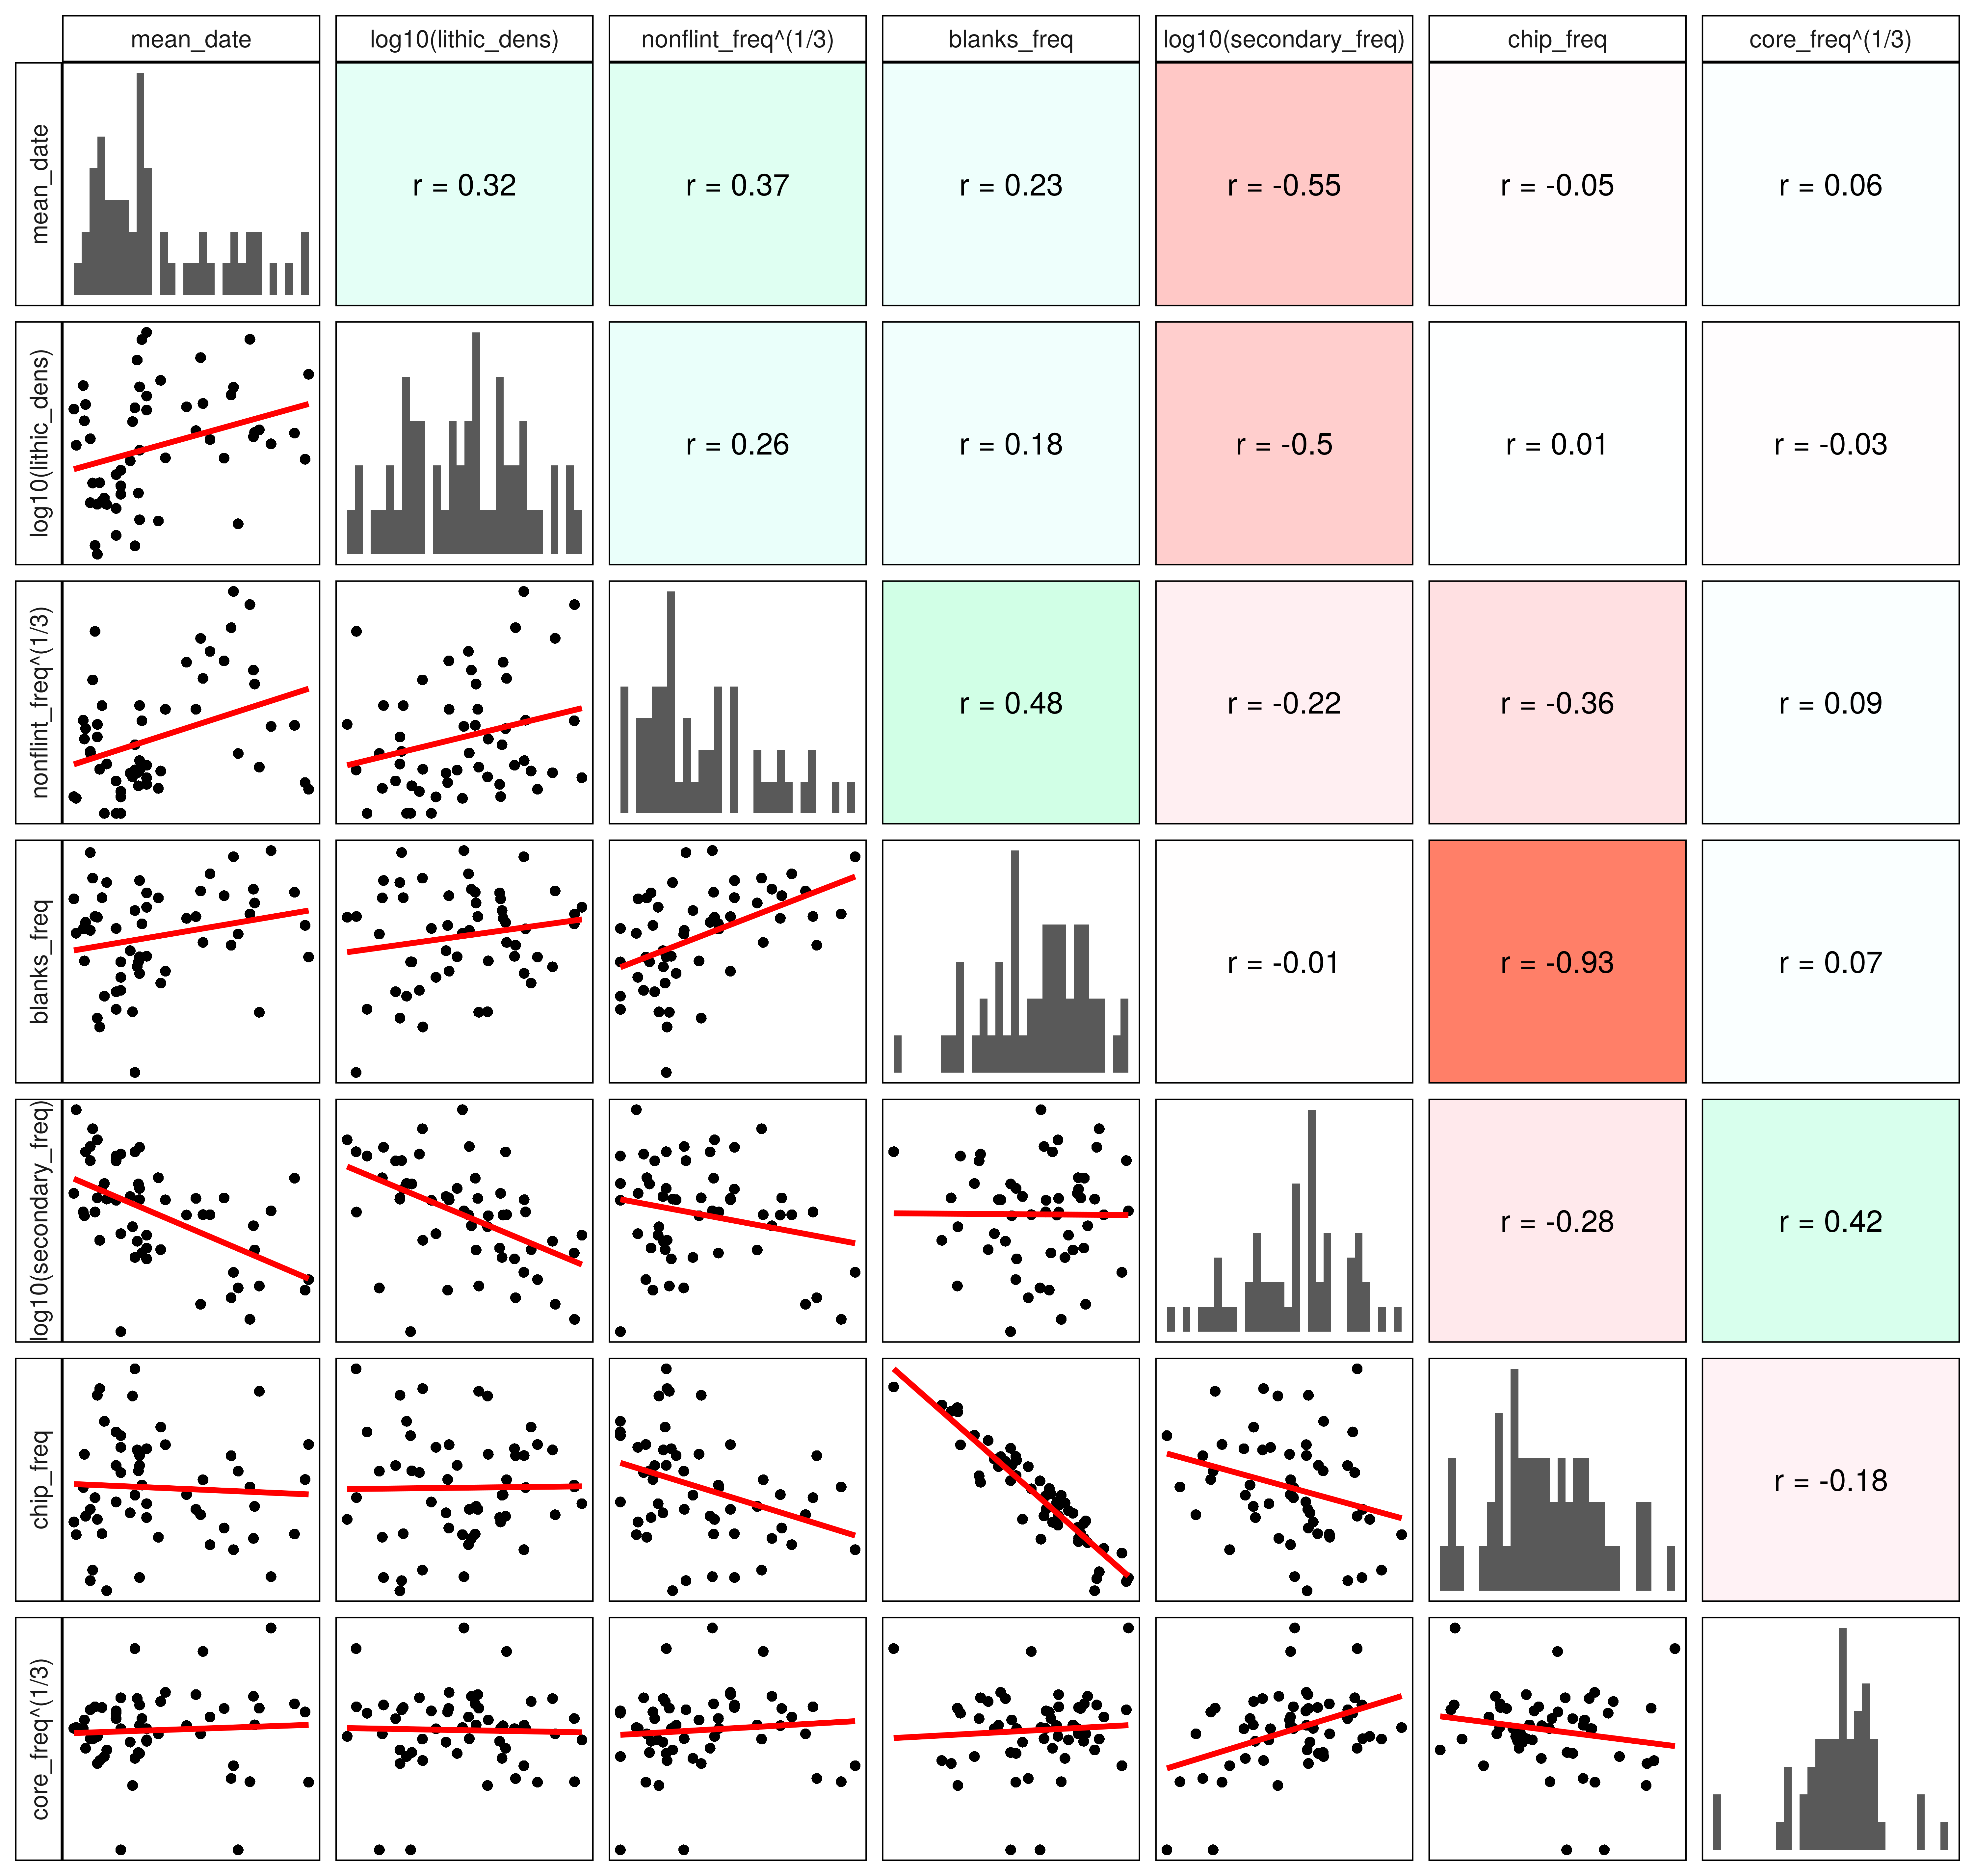 mean_date log10(lithic_dens) nonflint_freq^(1/3) blanks_freq log10(secondary_freq) chip_freq core_freq^(1/3)
mean_date r = 0.32 r = 0.37 r = 0.23 r = -0.55 r = -0.05 r = 0.06
log10(lithic_dens) r = 0.26 r = 0.18 r = -0.5 r = 0.01 r = -0.03
nonflint_freq^(1/3) r = 0.48 r = -0.22 r = -0.36 r = 0.09
blanks_freq r = -0.01 r = -0.93 r = 0.07
log10(secondary_freq) r = -0.28 r = 0.42
chip_freq r = -0.18
core_freq^(1/3)